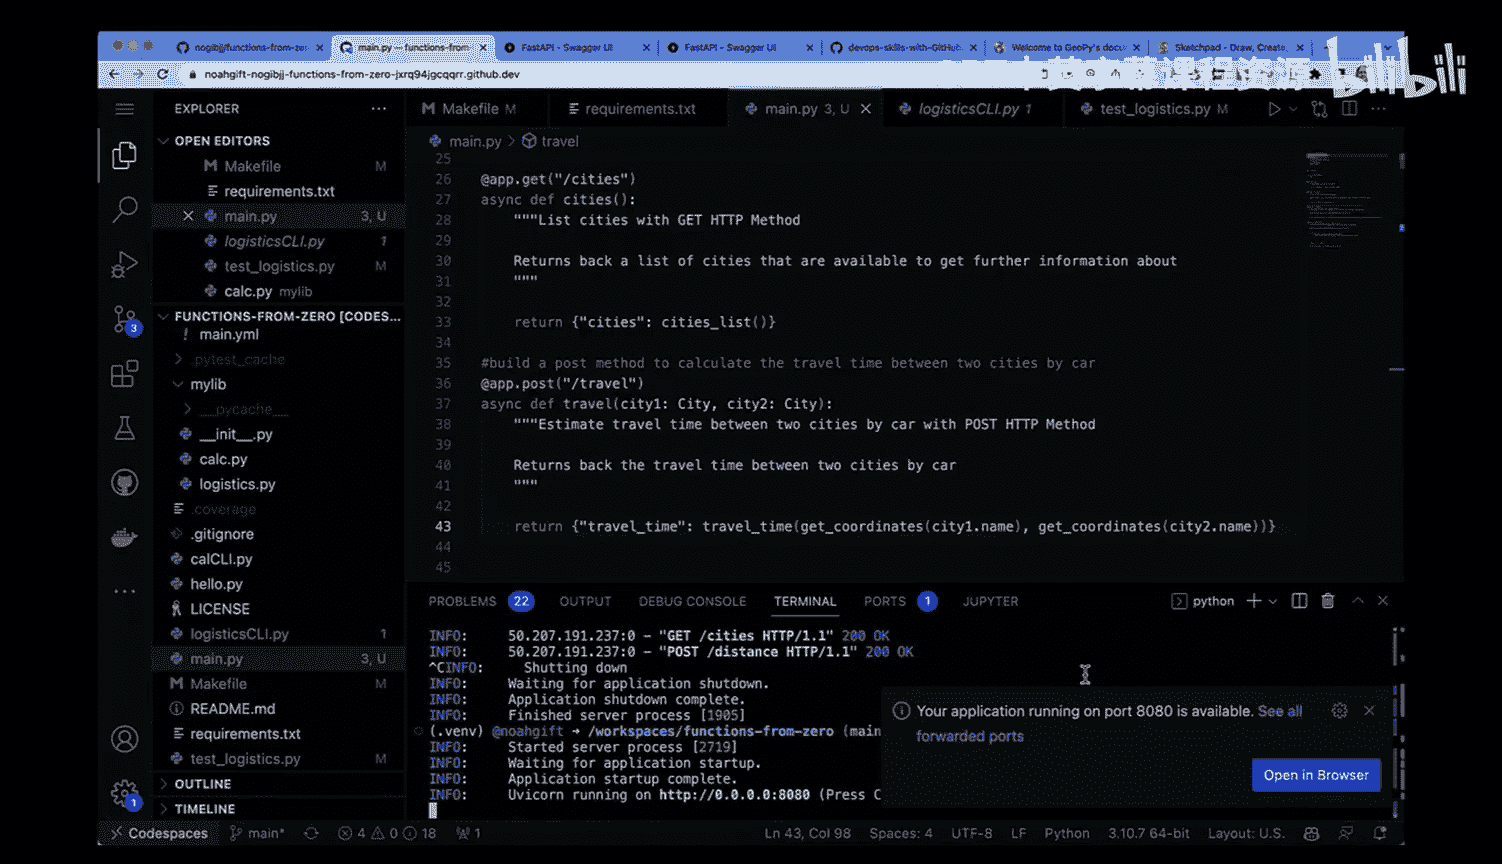 nogibjj/functions-from-zer
main.py — functions-from
FastAPI - Swagger UI
FastAPI - Swagger UI
devops-skills-with-GitHub
Welcome to GeoPy's docu
Sketchpad - Draw, Create,
noahgift-nogibjj-functions-from-zero-jxrq94jgcqqrr.github.dev
bilibili
EXPLORER
Makefile M
requirements.txt
main.py 3, U
logisticsCLI.py 1
test_logistics.py M
OPEN EDITORS
Makefile M
requirements.txt
main.py 3, U
logisticsCLI.py 1
test_logistics.py M
calc.py mylib
FUNCTIONS-FROM-ZERO [CODES...
main.yml
.pytest_cache
mylib
__pycache__
__init__.py
calc.py
logistics.py
.coverage
.gitignore
calCLI.py
hello.py
LICENSE
logisticsCLI.py 1
main.py 3, U
Makefile M
README.md
requirements.txt
test_logistics.py M
OUTLINE
TIMELINE
3
1
main.py > travel
25
26 @app.get("/cities")
27 async def cities():
28 """List cities with GET HTTP Method
29
30 Returns back a list of cities that are available to get further information about
31 """
32
33 return {"cities": cities_list()}
34
35 #build a post method to calculate the travel time between two cities by car
36 @app.post("/travel")
37 async def travel(city1: City, city2: City):
38 """Estimate travel time between two cities by car with POST HTTP Method
39
40 Returns back the travel time between two cities by car
41 """
42
43 return {"travel_time": travel_time(get_coordinates(city1.name), get_coordinates(city2.name))}
44
45
PROBLEMS 22 OUTPUT DEBUG CONSOLE TERMINAL PORTS 1 JUPYTER
python
INFO: 50.207.191.237:0 - "GET /cities HTTP/1.1" 200 OK
INFO: 50.207.191.237:0 - "POST /distance HTTP/1.1" 200 OK
^CINFO: Shutting down
INFO: Waiting for application shutdown.
INFO: Application shutdown complete.
INFO: Finished server process [1905]
(.venv) @noahgift → /workspaces/functions-from-zero (main
INFO: Started server process [2719]
INFO: Waiting for application startup.
INFO: Application startup complete.
INFO: Uvicorn running on http://0.0.0.0:8080 (Press C
Your application running on port 8080 is available. See all
forwarded ports
Open in Browser
Codespaces main* 4 0 18 1
Ln 43, Col 98 Spaces: 4 UTF-8 LF Python 3.10.7 64-bit Layout: U.S.